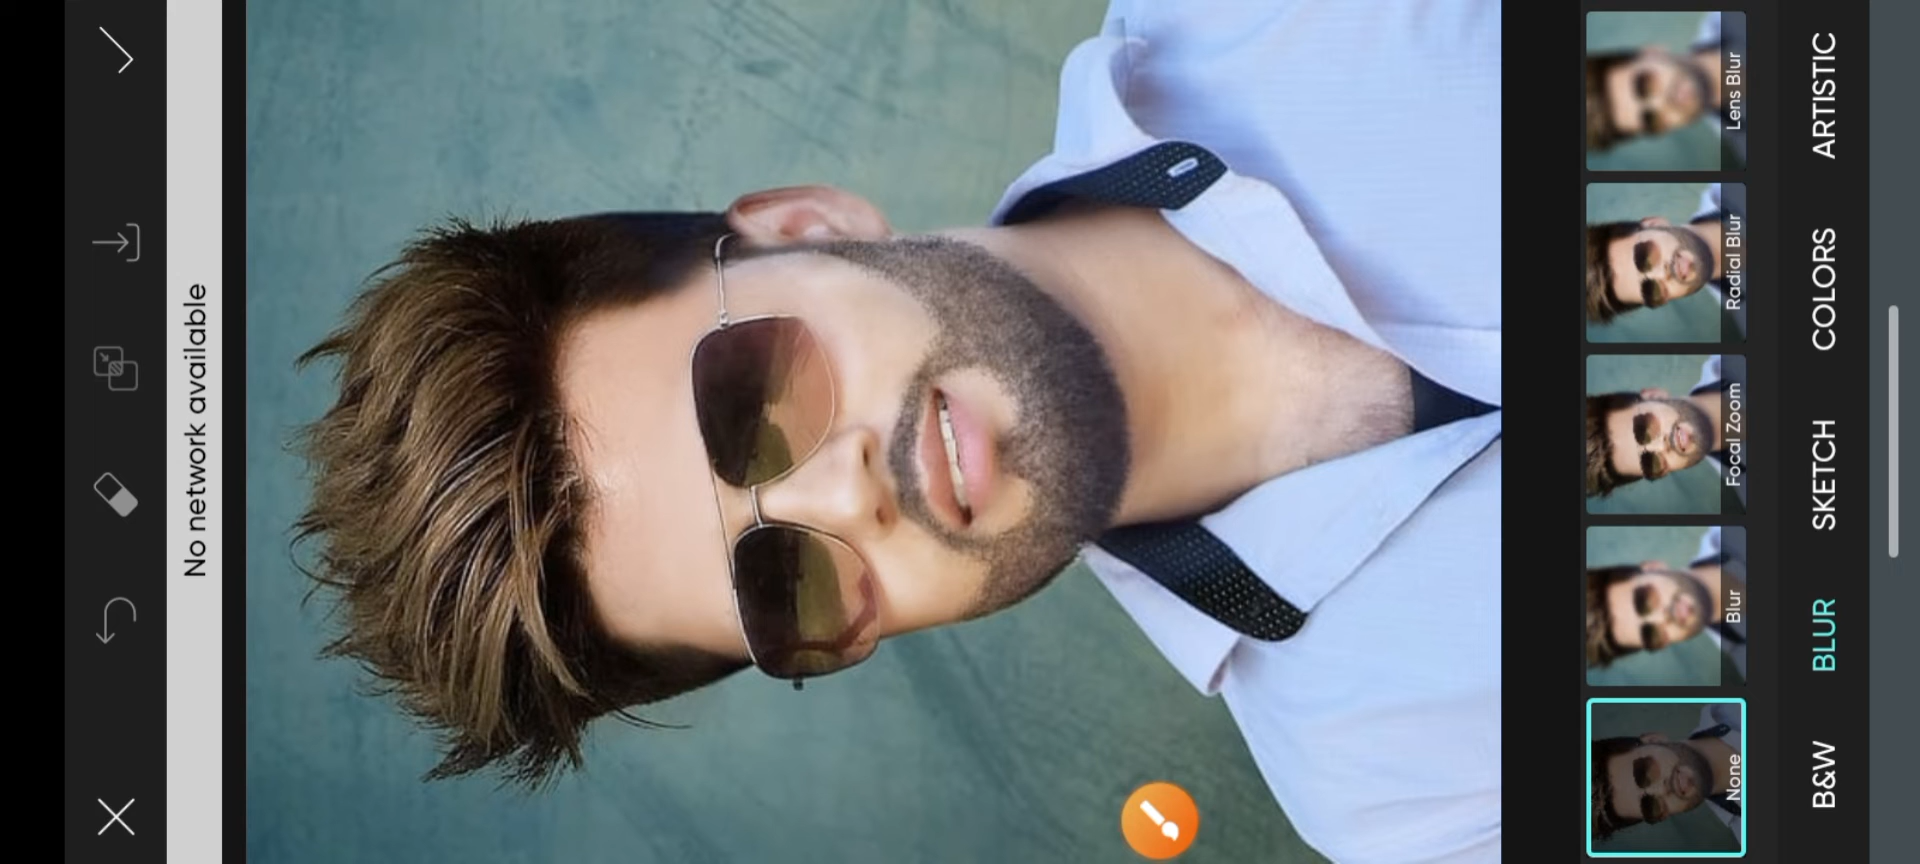 No network available
None
Blur
Focal Zoom
Radial Blur
Lens Blur
B&W
BLUR
SKETCH
COLORS
ARTISTIC